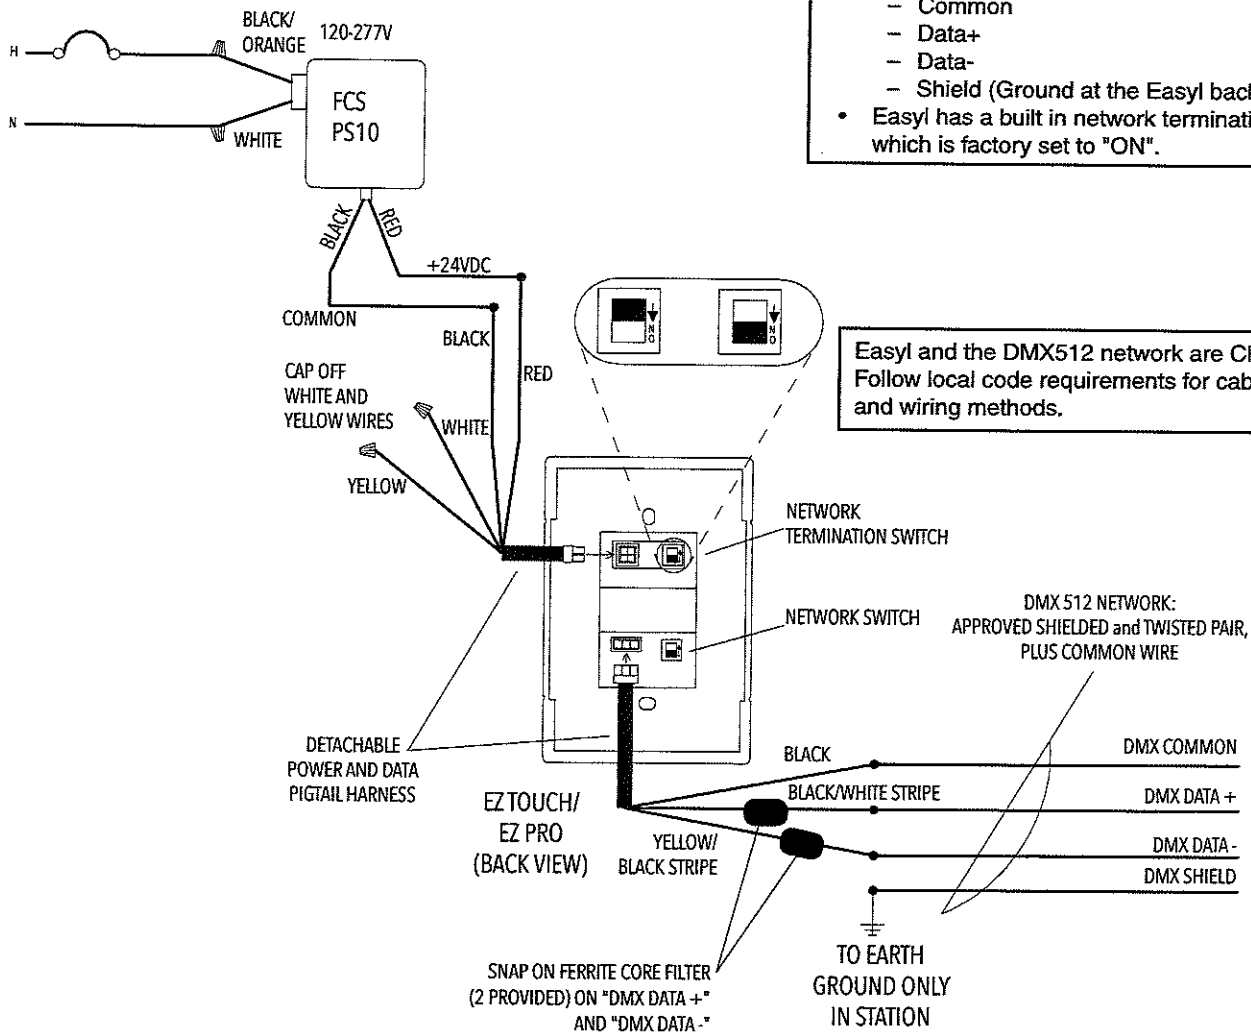 BLACK/
ORANGE
120-277V
H
N
WHITE
FCS
PS10
– Common
– Data+
– Data-
– Shield (Ground at the Easyl
• Easyl has a built in network
which is factory set to "ON".
BLACK
RED
+24VDC
COMMON
BLACK
RED
NO
NO
Easyl and the DMX512 network are
Follow local code requirements for
and wiring methods.
CAP OFF
WHITE AND
YELLOW WIRES
WHITE
YELLOW
NETWORK
TERMINATION SWITCH
NETWORK SWITCH
DMX 512 NETWORK:
APPROVED SHIELDED and TWISTED PAIR,
PLUS COMMON WIRE
DETACHABLE
POWER AND DATA
PIGTAIL HARNESS
EZ TOUCH/
EZ PRO
(BACK VIEW)
BLACK
BLACK/WHITE STRIPE
YELLOW/
BLACK STRIPE
DMX COMMON
DMX DATA +
DMX DATA -
DMX SHIELD
SNAP ON FERRITE CORE FILTER
(2 PROVIDED) ON "DMX DATA +"
AND "DMX DATA -"
TO EARTH
GROUND ONLY
IN STATION